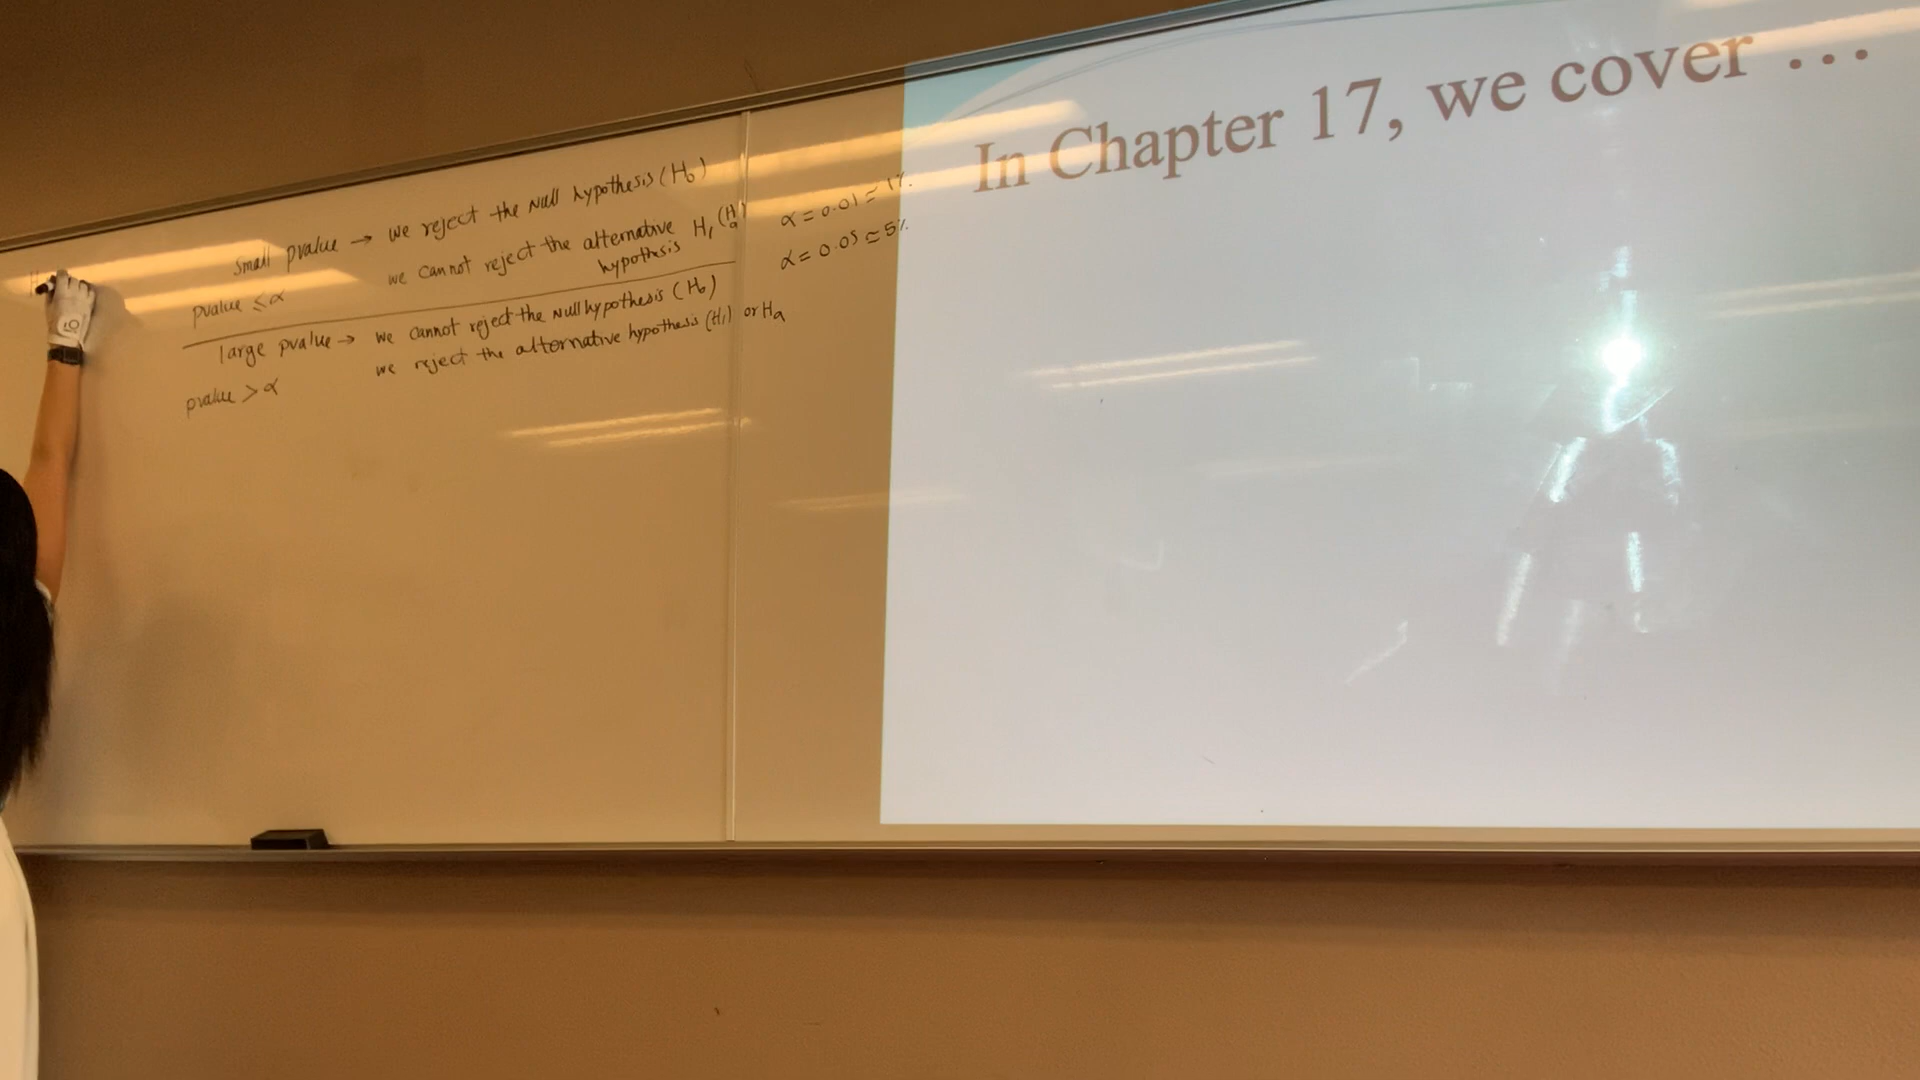 small pvalue → we reject the Null hypothesis (H₀)
we cannot reject the alternative H₁ (Ha)
hypothesis
pvalue ≤ α
large pvalue → we cannot reject the Null hypothesis (H₀)
we reject the alternative hypothesis (H₁) or Ha
pvalue > α
α = 0.01 ≃ 1%
α = 0.05 ≃ 5%
In Chapter 17, we cover ...